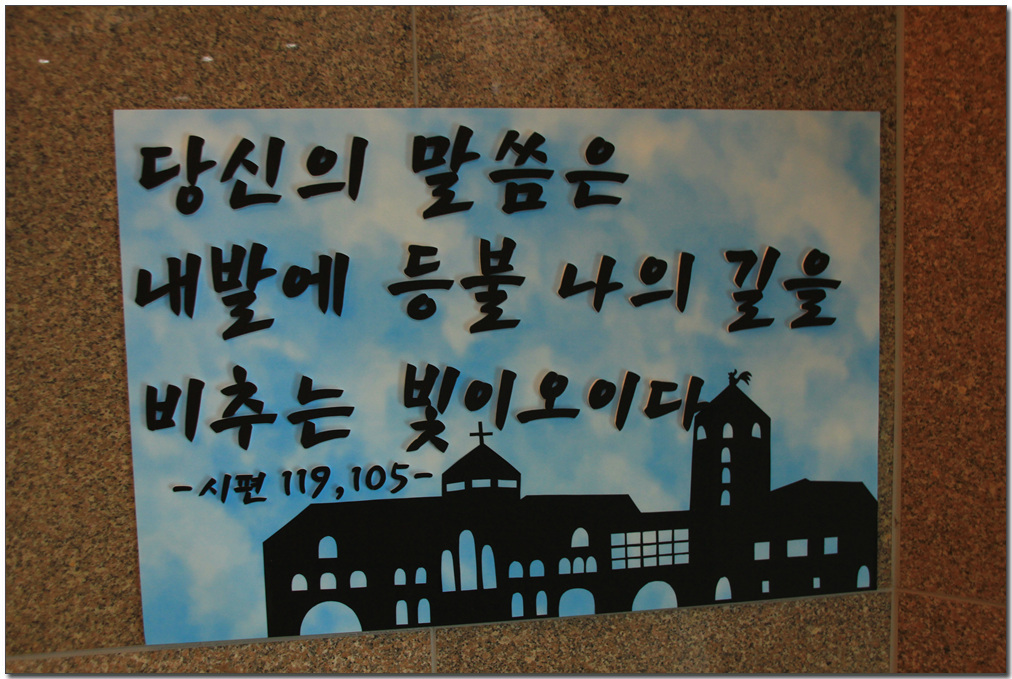 당신의 말씀은
내발에 등불 나의 길을
비추는 빛이오이다
-시편 119,105-